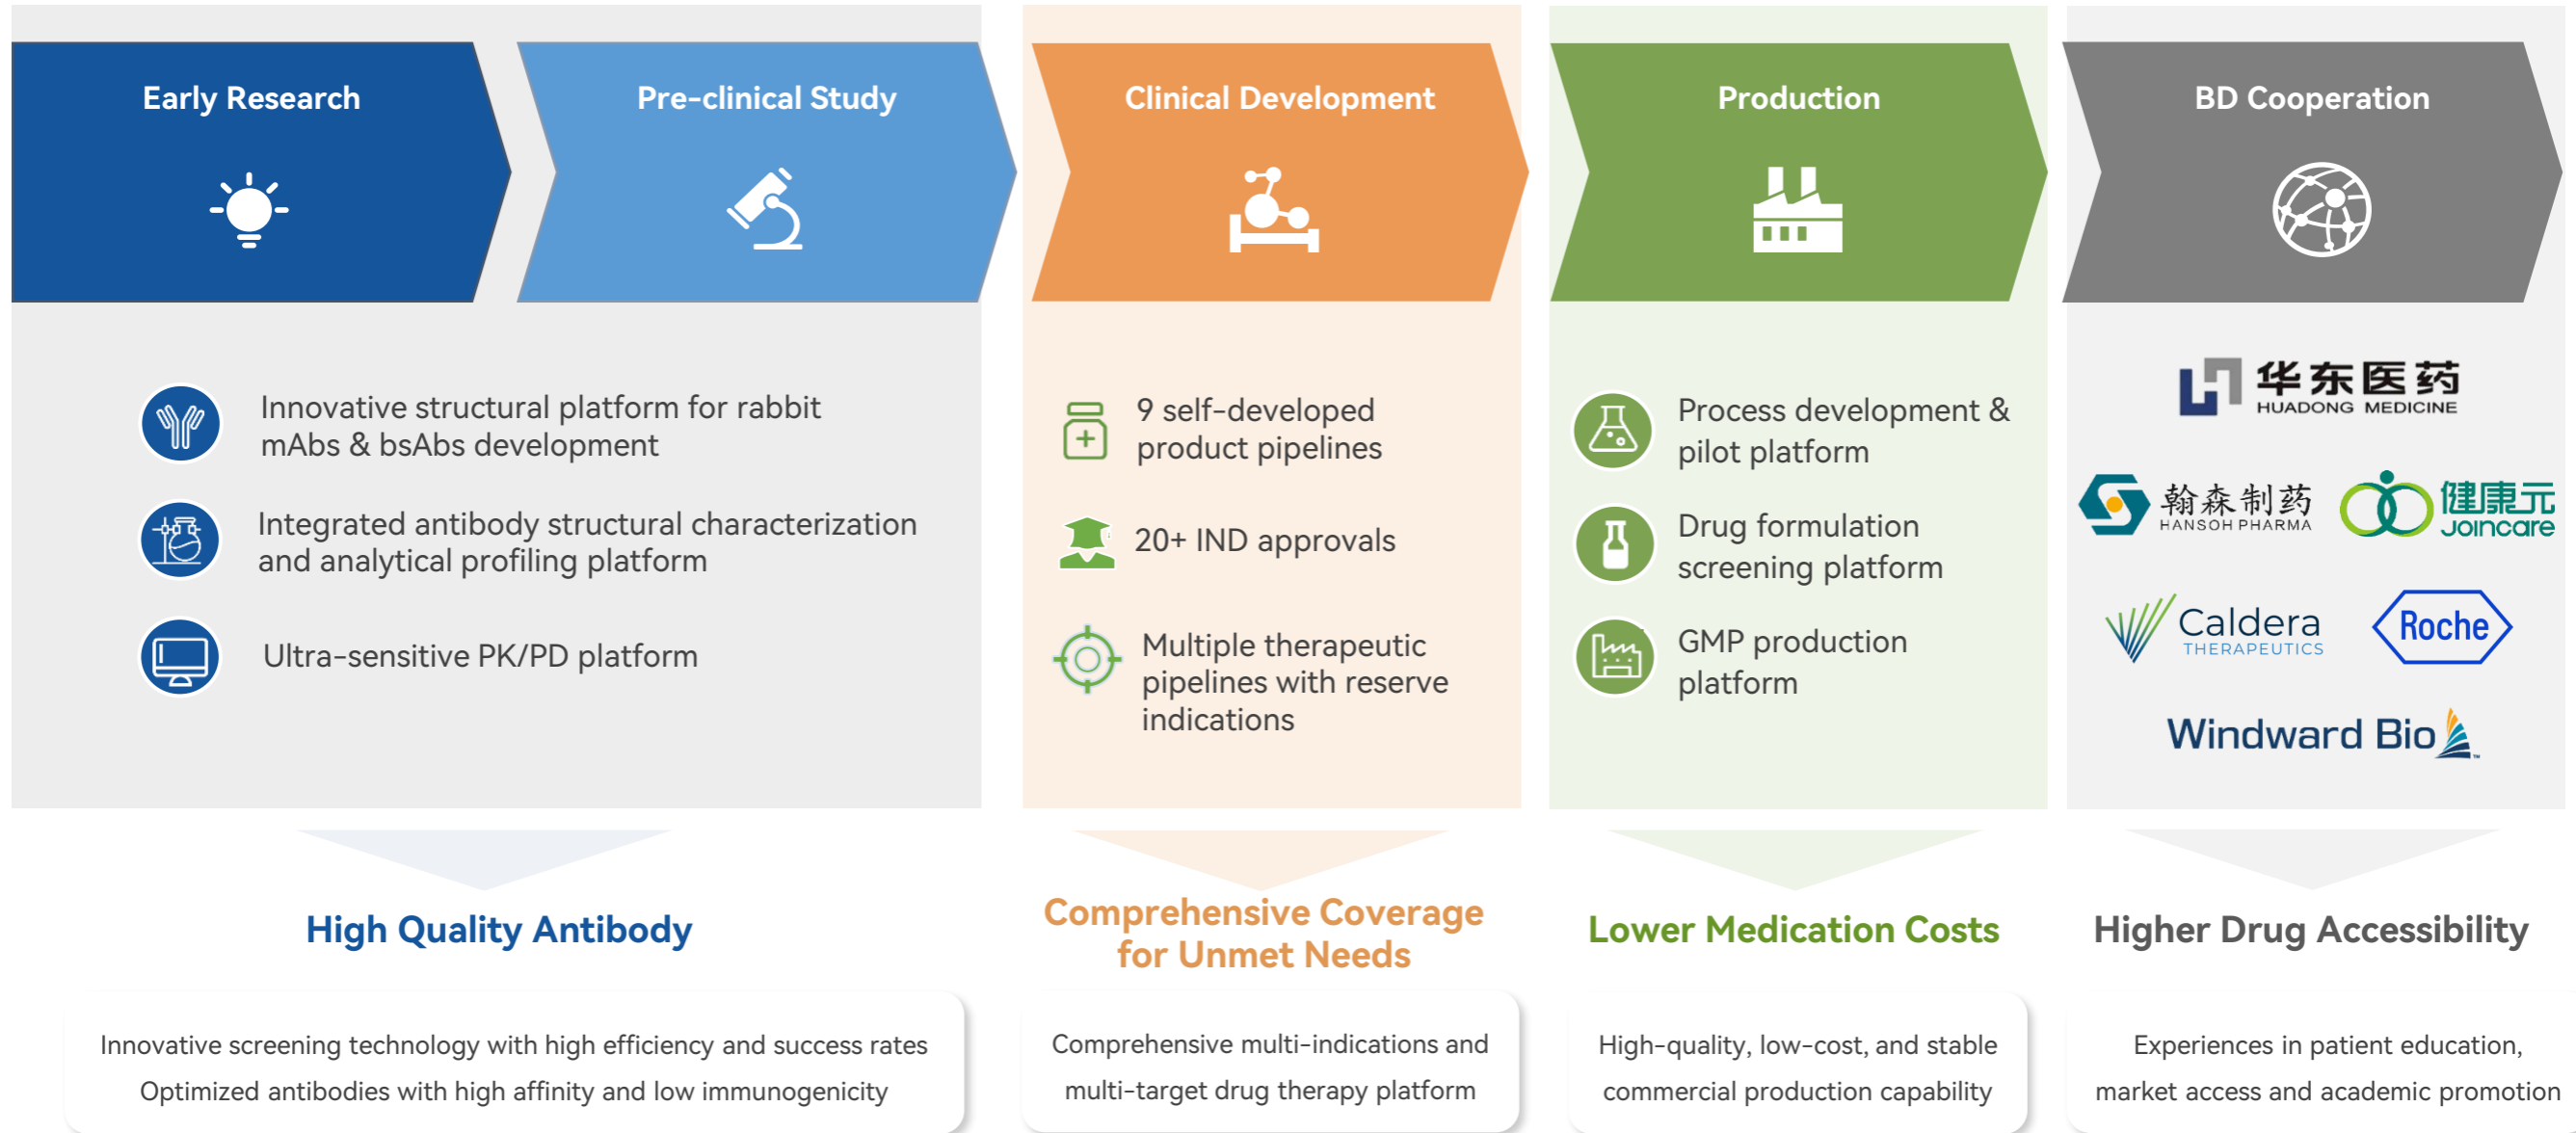 Early Research
Pre-clinical Study
Clinical Development
Production
BD Cooperation
Innovative structural platform for rabbit
mAbs & bsAbs development
Integrated antibody structural characterization
and analytical profiling platform
Ultra-sensitive PK/PD platform
9 self-developed
product pipelines
20+ IND approvals
Multiple therapeutic
pipelines with reserve
indications
Process development &
pilot platform
Drug formulation
screening platform
GMP production
platform
华东医药
HUADONG MEDICINE
翰森制药
HANSOH PHARMA
健康元
Joincare
Caldera
THERAPEUTICS
Roche
Windward Bio™
High Quality Antibody
Comprehensive Coverage
for Unmet Needs
Lower Medication Costs
Higher Drug Accessibility
Innovative screening technology with high efficiency and success rates
Optimized antibodies with high affinity and low immunogenicity
Comprehensive multi-indications and
multi-target drug therapy platform
High-quality, low-cost, and stable
commercial production capability
Experiences in patient education,
market access and academic promotion